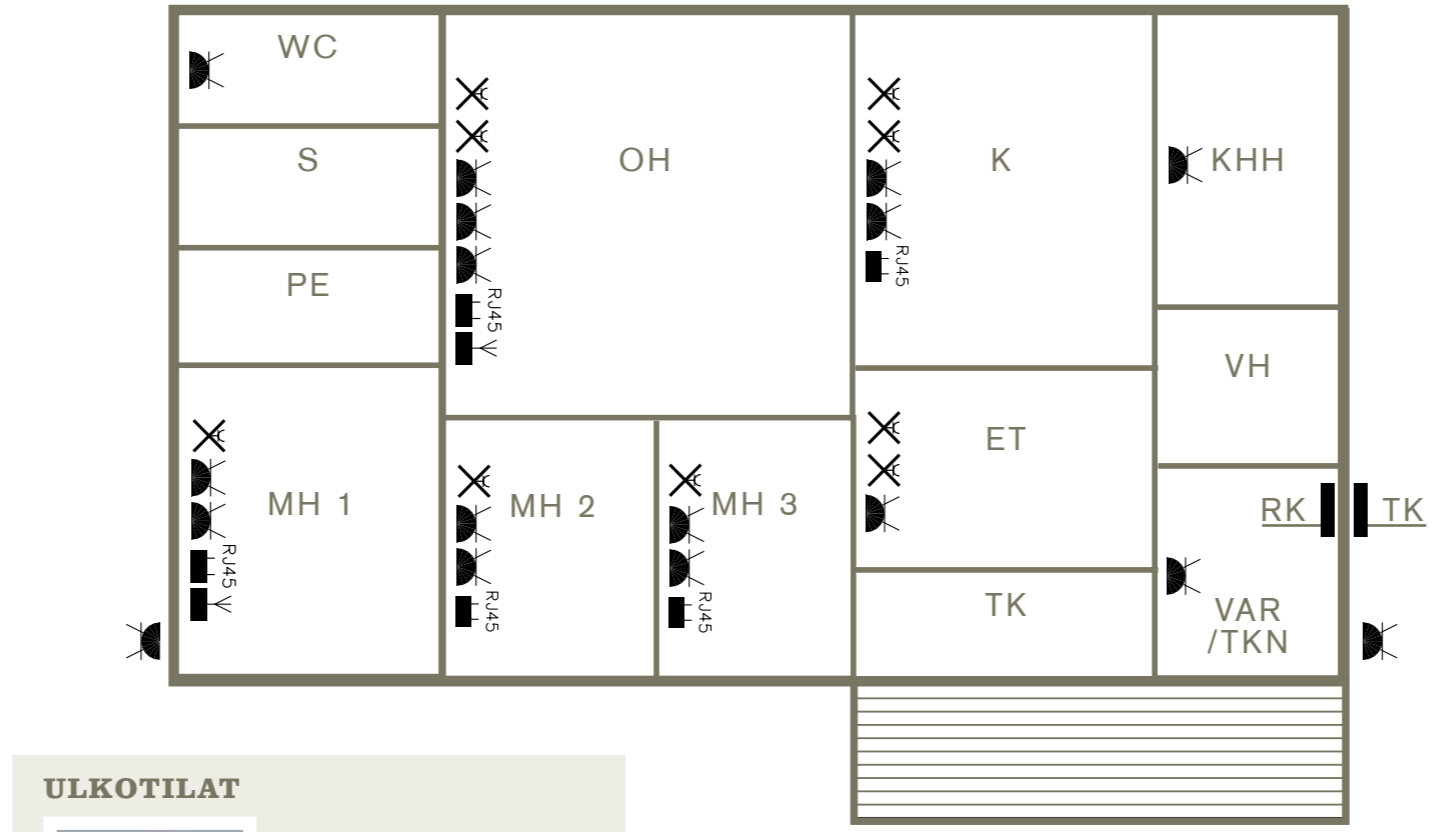 WC
OH
K
KHH
S
PE
RJ45
RJ45
VH
ET
MH 1
MH 2
MH 3
RK
TK
RJ45
RJ45
RJ45
TK
VAR
/TKN
ULKOTILAT